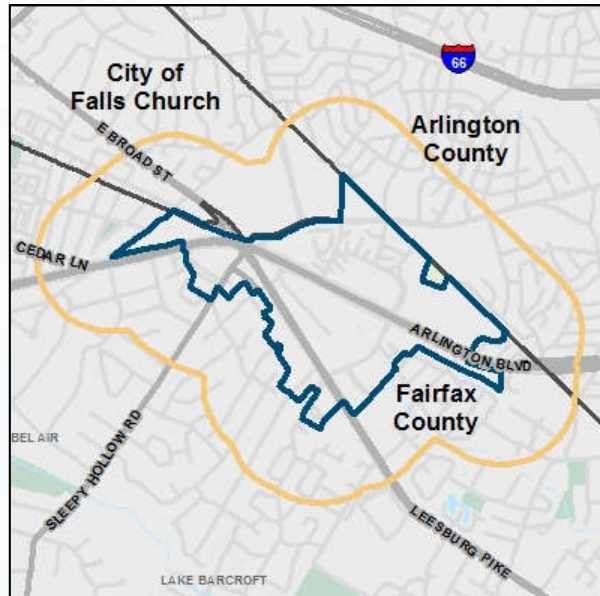 66
City of
Falls Church
Arlington
County
E BROAD ST
CEDAR LN
ARLINGTON BLVD
Fairfax
County
BEL AIR
SLEEPY HOLLOW RD
LEESBURG PIKE
LAKE BARCROFT